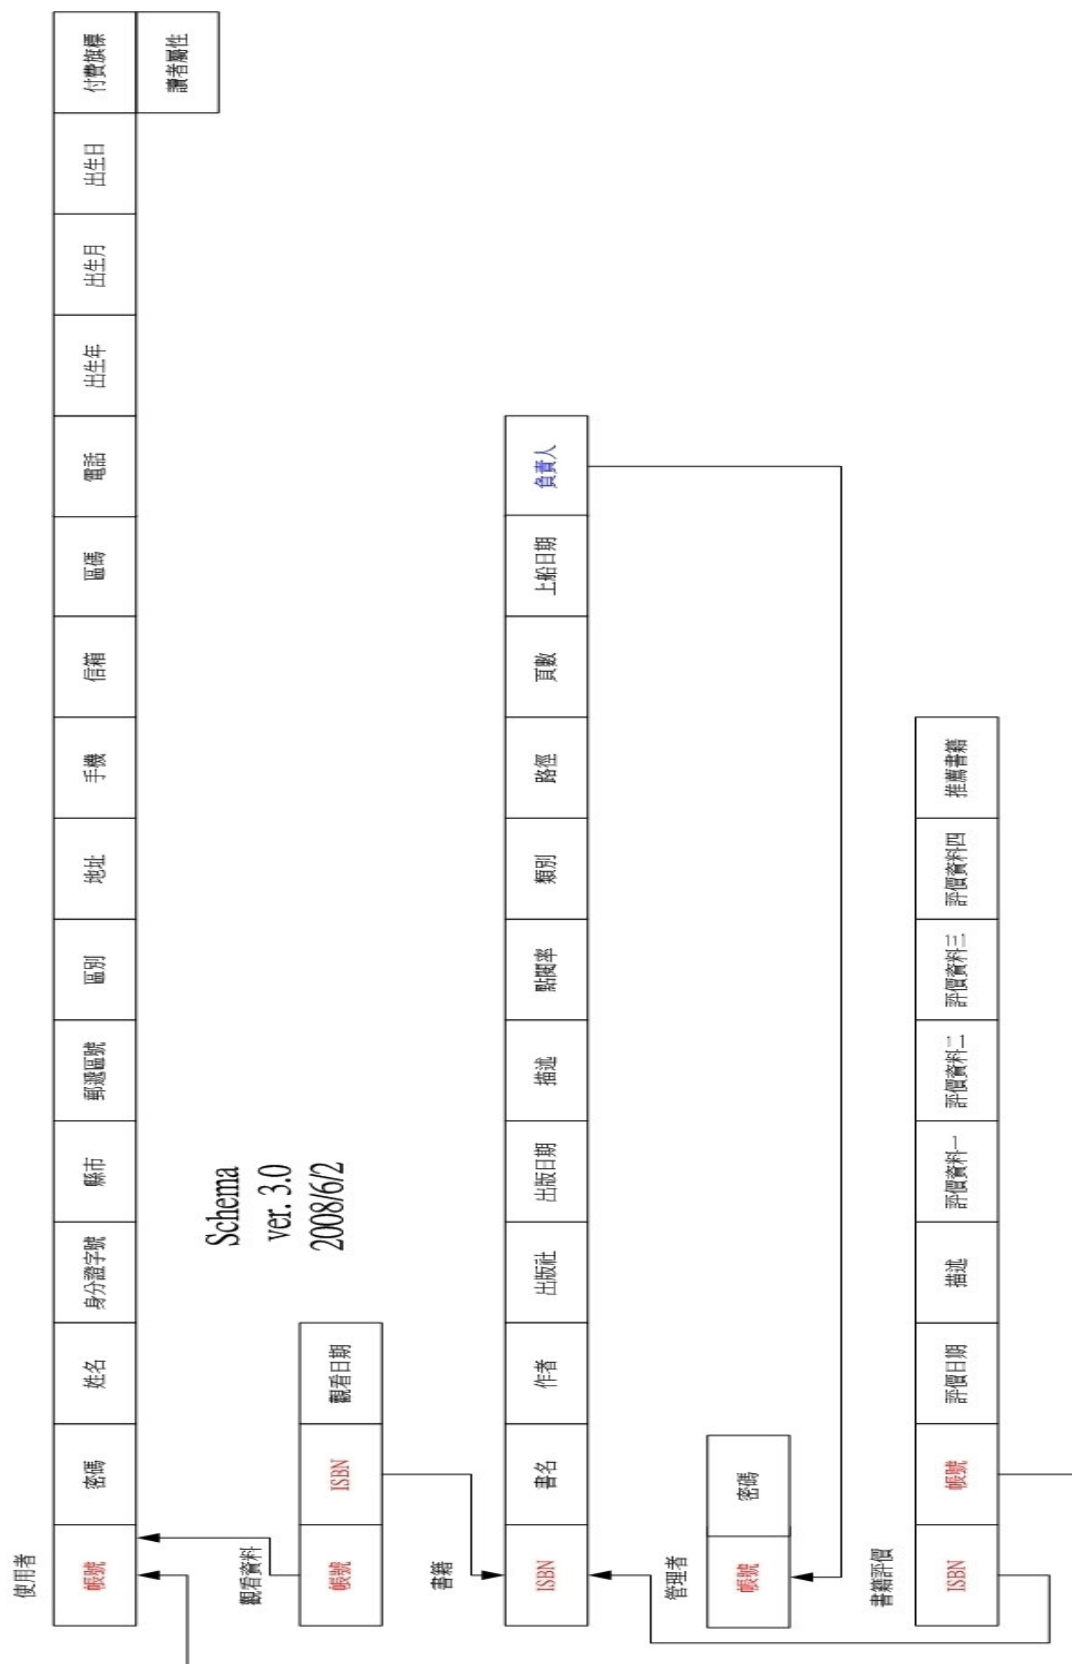 使用者
帳號
密碼
姓名
身分證字號
縣市
郵遞區號
區別
地址
手機
信箱
區碼
電話
出生年
出生月
出生日
付費旗標
讀者屬性
Schema
ver. 3.0
2008/6/2
觀看資料
帳號
ISBN
觀看日期
書籍
ISBN
書名
作者
出版社
出版日期
描述
點閱率
類別
路徑
頁數
上船日期
負責人
管理者
帳號
密碼
書籍評價
ISBN
帳號
評價日期
描述
評價資料一
評價資料二
評價資料三
評價資料四
推薦書籍